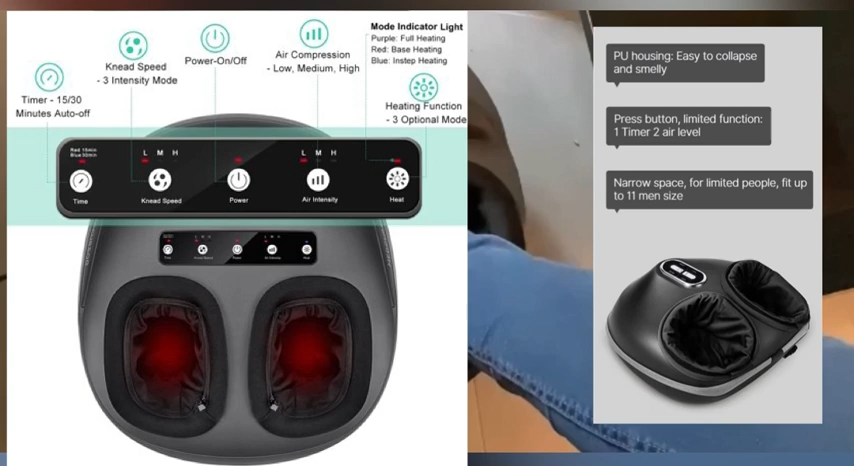 Mode Indicator Light
Purple: Full Heating
Red: Base Heating
Blue: Instep Heating
Air Compression
- Low, Medium, High
Power-On/Off
Knead Speed
- 3 Intensity Mode
Timer - 15/30
Minutes Auto-off
Heating Function
- 3 Optional Mode
Red 15min
Blue 30min
L M H
L M H
Time
Knead Speed
Power
Air Intensity
Heat
PU housing: Easy to collapse
and smelly
Press button, limited function:
1 Timer 2 air level
Narrow space, for limited people, fit up
to 11 men size